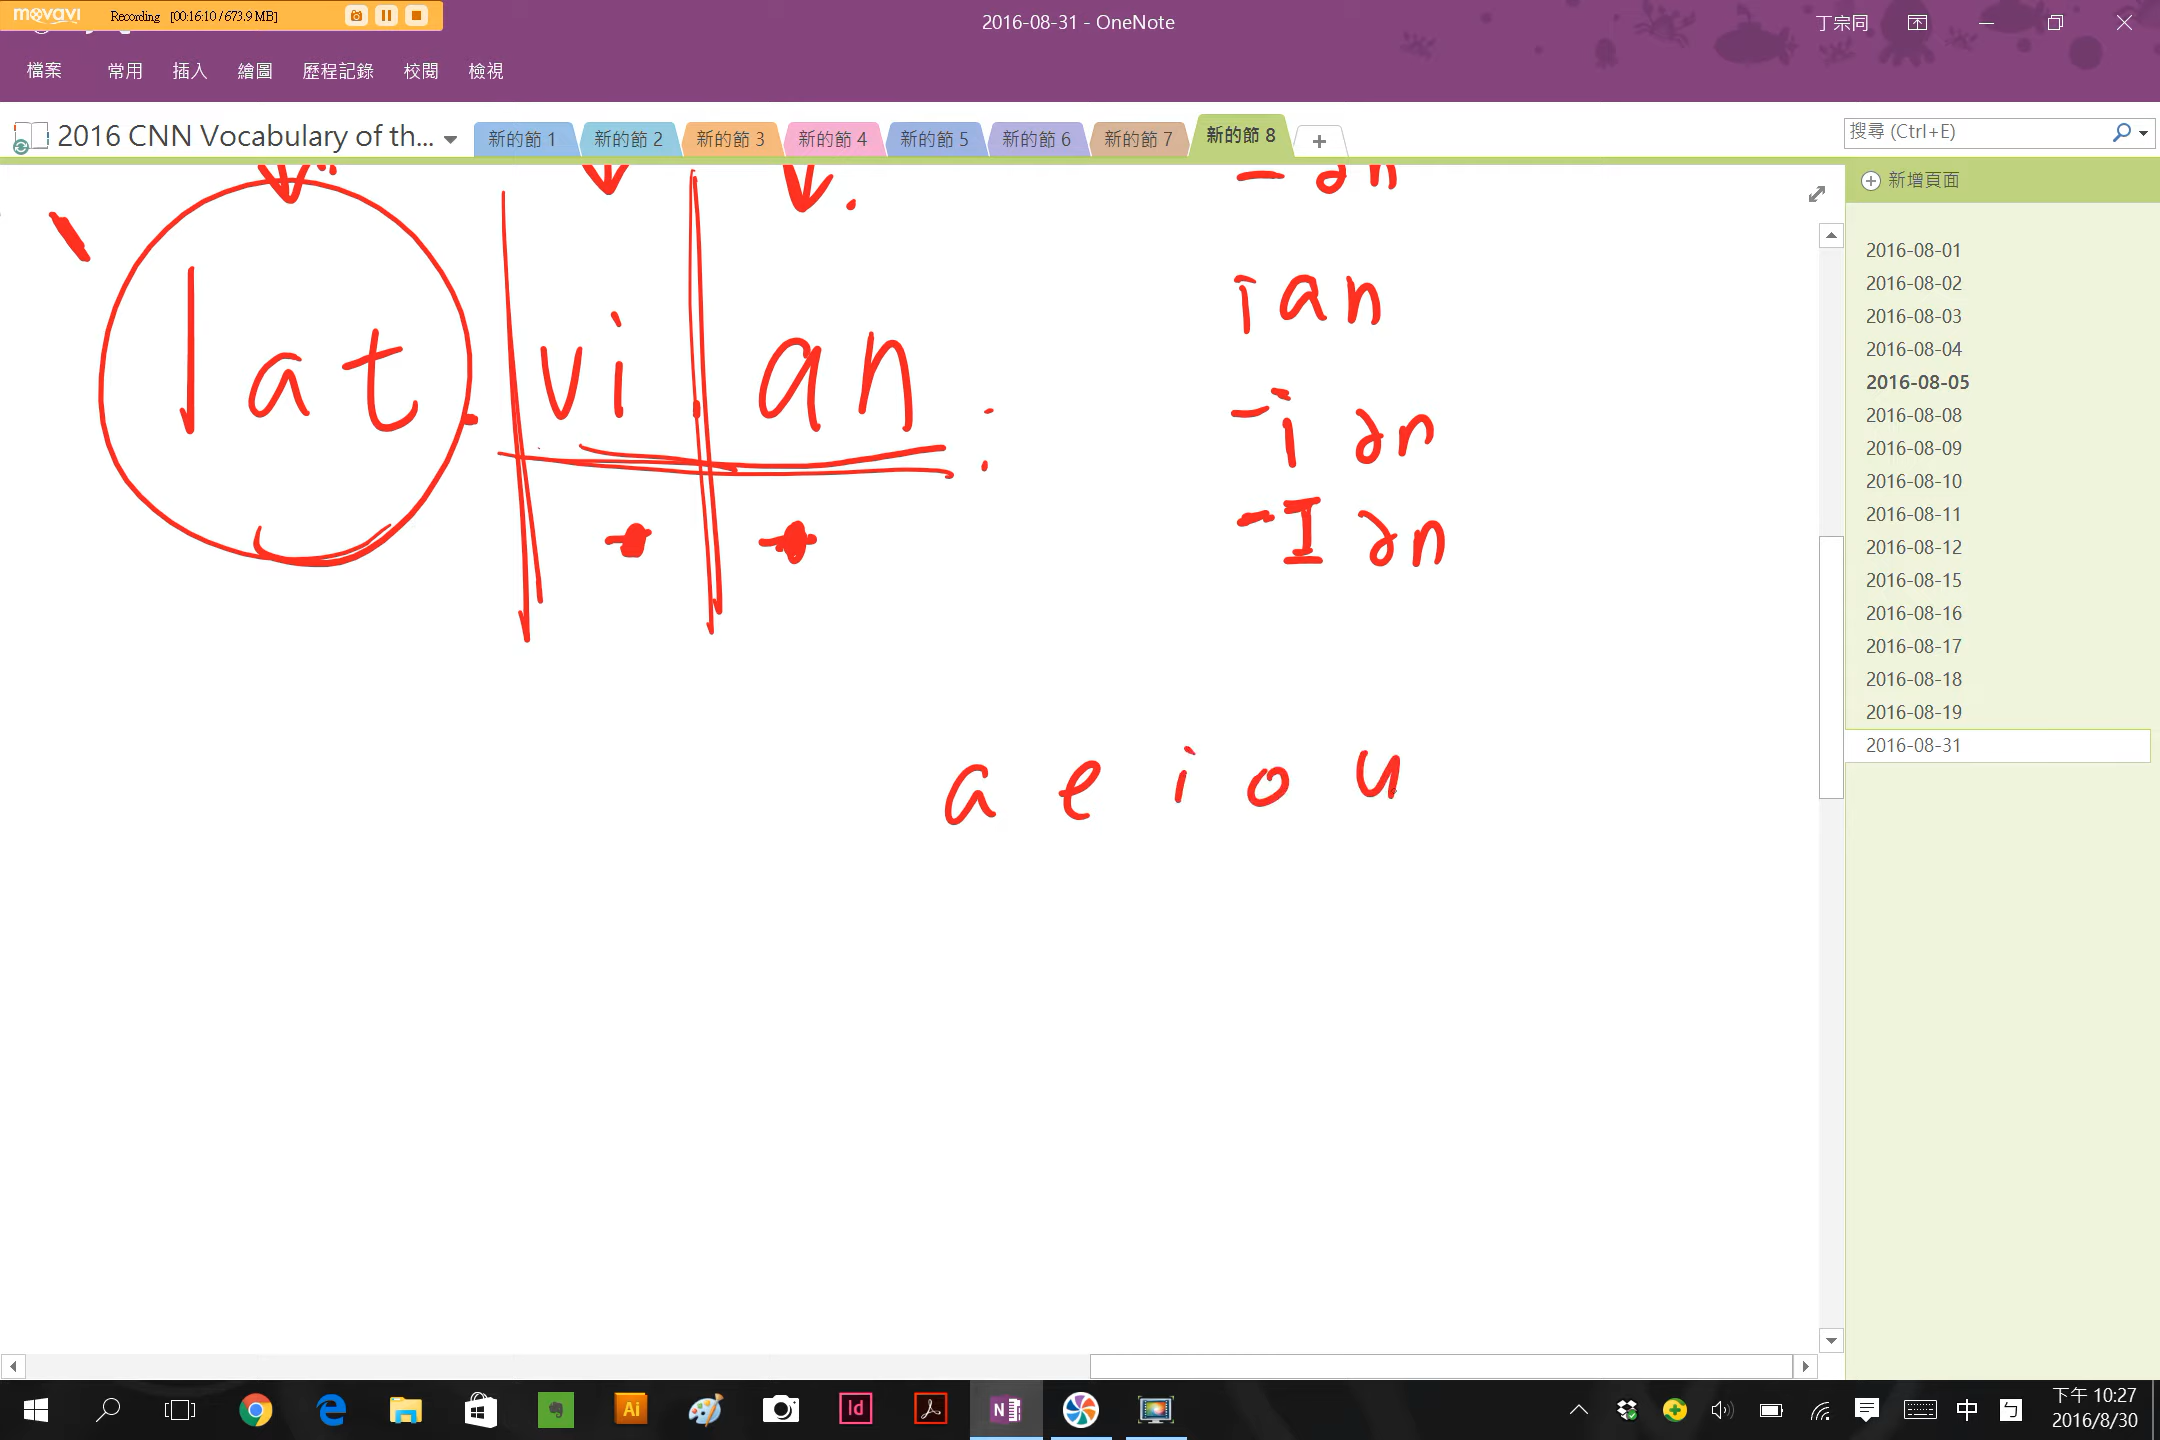 movavi Recording [00:16:10 / 673.9 MB]
2016-08-31 - OneNote
丁宗同
檔案 常用 插入 繪圖 歷程記錄 校閱 檢視
2016 CNN Vocabulary of th...
新的節 1 新的節 2 新的節 3 新的節 4 新的節 5 新的節 6 新的節 7 新的節 8
搜尋 (Ctrl+E)
新增頁面
2016-08-01
2016-08-02
2016-08-03
2016-08-04
2016-08-05
2016-08-08
2016-08-09
2016-08-10
2016-08-11
2016-08-12
2016-08-15
2016-08-16
2016-08-17
2016-08-18
2016-08-19
2016-08-31
lat.vi.an:
-ən
ian
-iən
-Iən
a e i o u
Ai Id N
中 ㄅ
下午 10:27
2016/8/30